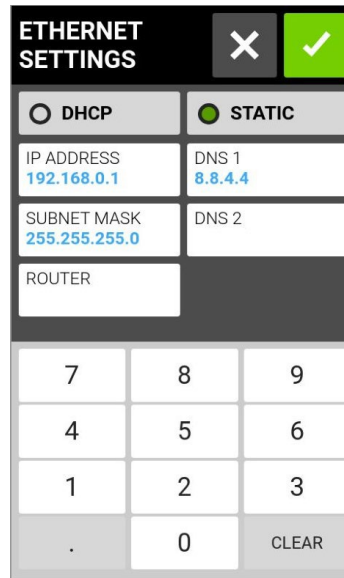 ETHERNET
SETTINGS
DHCP
STATIC
IP ADDRESS
192.168.0.1
DNS 1
8.8.4.4
SUBNET MASK
255.255.255.0
DNS 2
ROUTER
7 8 9
4 5 6
1 2 3
. 0 CLEAR